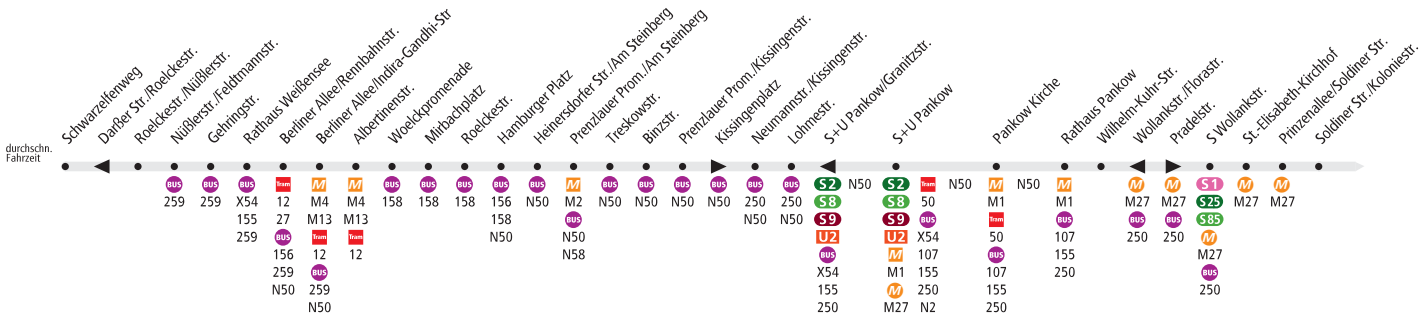 Schwarzelfenweg
Darßer Str./Roelckestr.
Roelckestr./Nüßlerstr.
Nüßlerstr./Feldtmannstr.
Gehringstr.
Rathaus Weißensee
Berliner Allee/Rennbahnstr.
Berliner Allee/Indira-Gandhi-Str
Albertinenstr.
Woelckpromenade
Mirbachplatz
Roelckestr.
Hamburger Platz
Heinersdorfer Str./Am Steinberg
Prenzlauer Prom./Am Steinberg
Treskowstr.
Binzstr.
Prenzlauer Prom./Kissingenstr.
Kissingenplatz
Neumannstr./Kissingenstr.
Lohmestr.
S+U Pankow/Granitzstr.
S+U Pankow
Pankow Kirche
Rathaus Pankow
Wilhelm-Kuhr-Str.
Wollankstr./Florastr.
Pradelstr.
S Wollankstr.
St.-Elisabeth-Kirchhof
Prinzenallee/Soldiner Str.
Soldiner Str./Koloniestr.
durchschn.
Fahrzeit
BUS
259
BUS
259
BUS
X54
155
259
Tram
12
27
BUS
156
259
N50
M
M4
M13
Tram
12
BUS
259
N50
M
M4
M13
Tram
12
BUS
158
BUS
158
BUS
158
BUS
156
158
N50
BUS
N50
M
M2
BUS
N50
N58
BUS
N50
BUS
N50
BUS
N50
BUS
N50
BUS
250
N50
BUS
250
N50
S2
S8
S9
U2
BUS
X54
155
250
N50
S2
S8
S9
U2
M
M1
M
M27
Tram
50
BUS
X54
107
155
250
N2
N50
M
M1
Tram
50
BUS
107
155
250
N50
M
M1
BUS
107
155
250
M
M27
BUS
250
M
M27
BUS
250
S1
S25
S85
M
M27
BUS
250
M
M27
M
M27